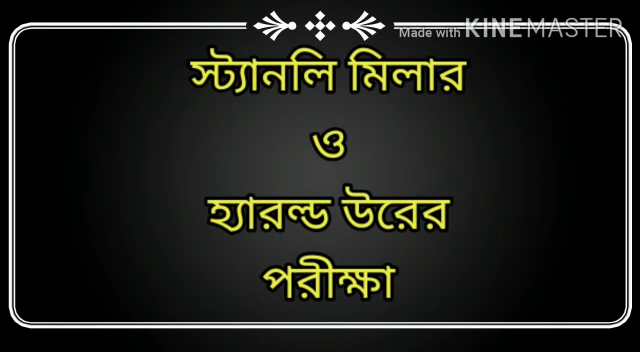 Made with KINEMASTER
স্ট্যানলি মিলার
ও
হ্যারল্ড উরের
পরীক্ষা